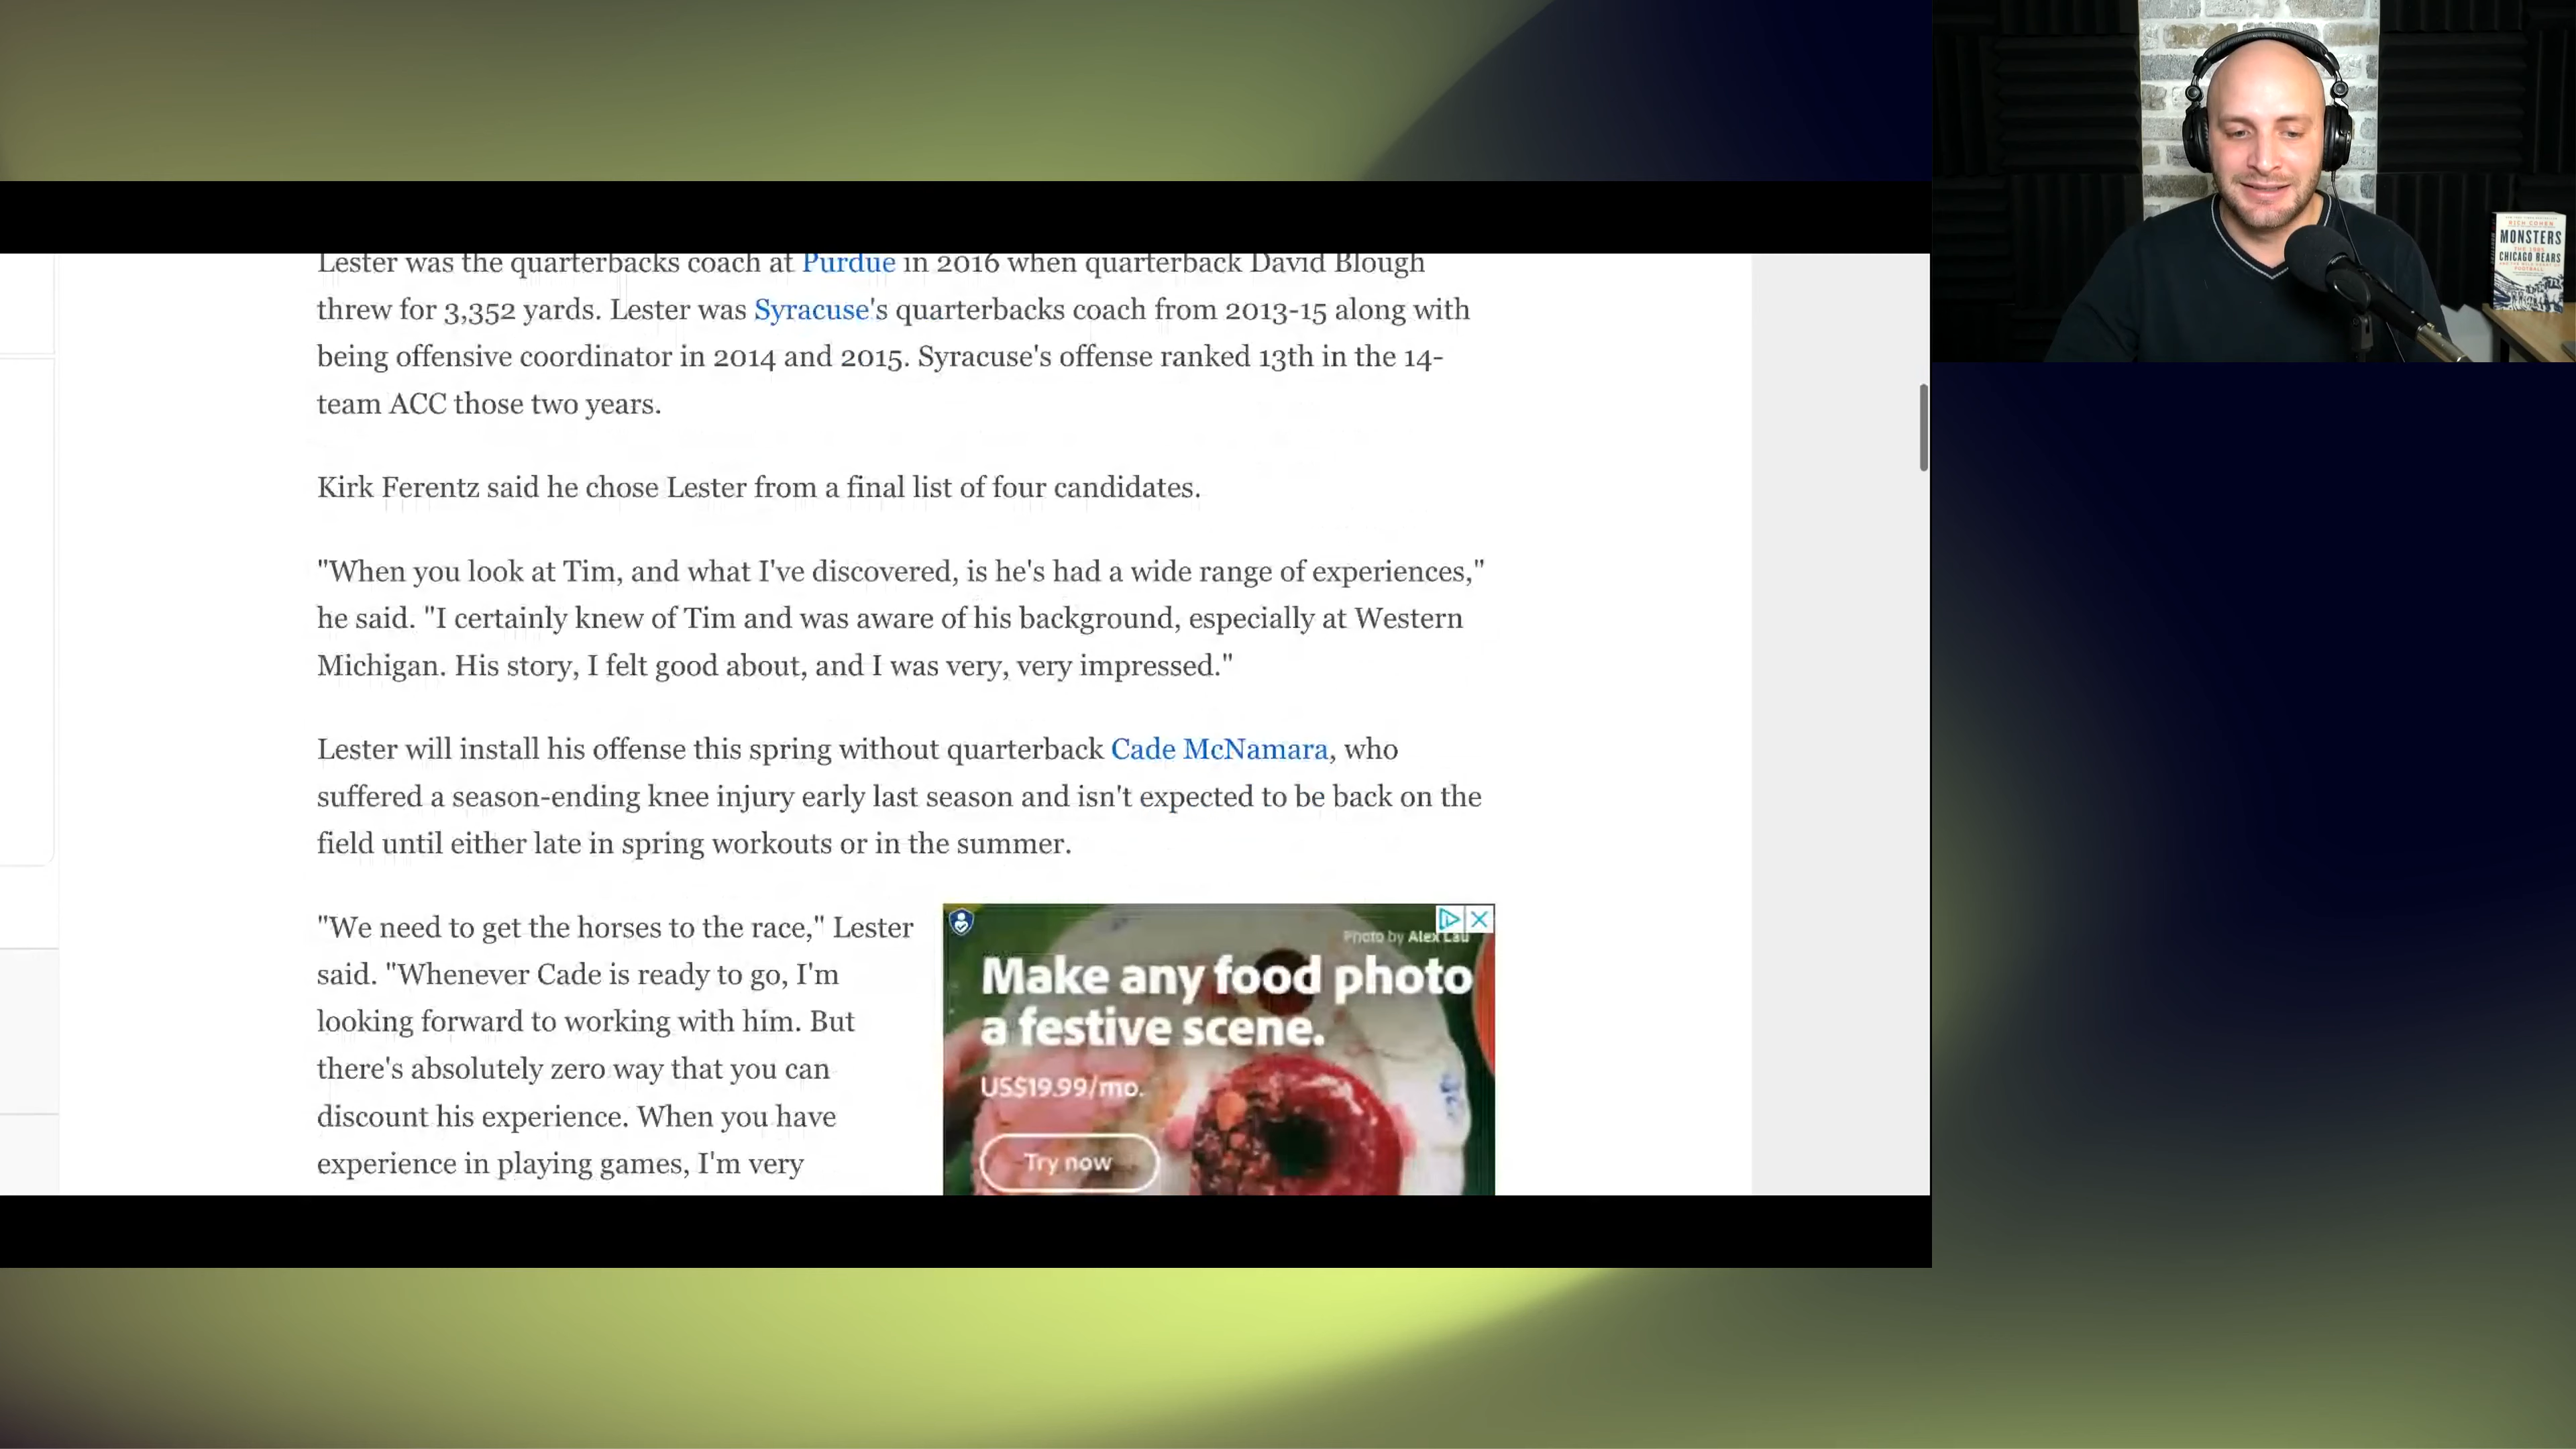 Lester was the quarterbacks coach at Purdue in 2016 when quarterback David Blough
threw for 3,352 yards. Lester was Syracuse's quarterbacks coach from 2013-15 along with
being offensive coordinator in 2014 and 2015. Syracuse's offense ranked 13th in the 14-
team ACC those two years.
Kirk Ferentz said he chose Lester from a final list of four candidates.
"When you look at Tim, and what I've discovered, is he's had a wide range of experiences,"
he said. "I certainly knew of Tim and was aware of his background, especially at Western
Michigan. His story, I felt good about, and I was very, very impressed."
Lester will install his offense this spring without quarterback Cade McNamara, who
suffered a season-ending knee injury early last season and isn't expected to be back on the
field until either late in spring workouts or in the summer.
"We need to get the horses to the race," Lester
said. "Whenever Cade is ready to go, I'm
looking forward to working with him. But
there's absolutely zero way that you can
discount his experience. When you have
experience in playing games, I'm very
Photo by Alex Lau
Make any food photo
a festive scene.
US$19.99/mo.
Try now
RICH COHEN
MONSTERS
THE 1985
CHICAGO BEARS
FOOTBALL